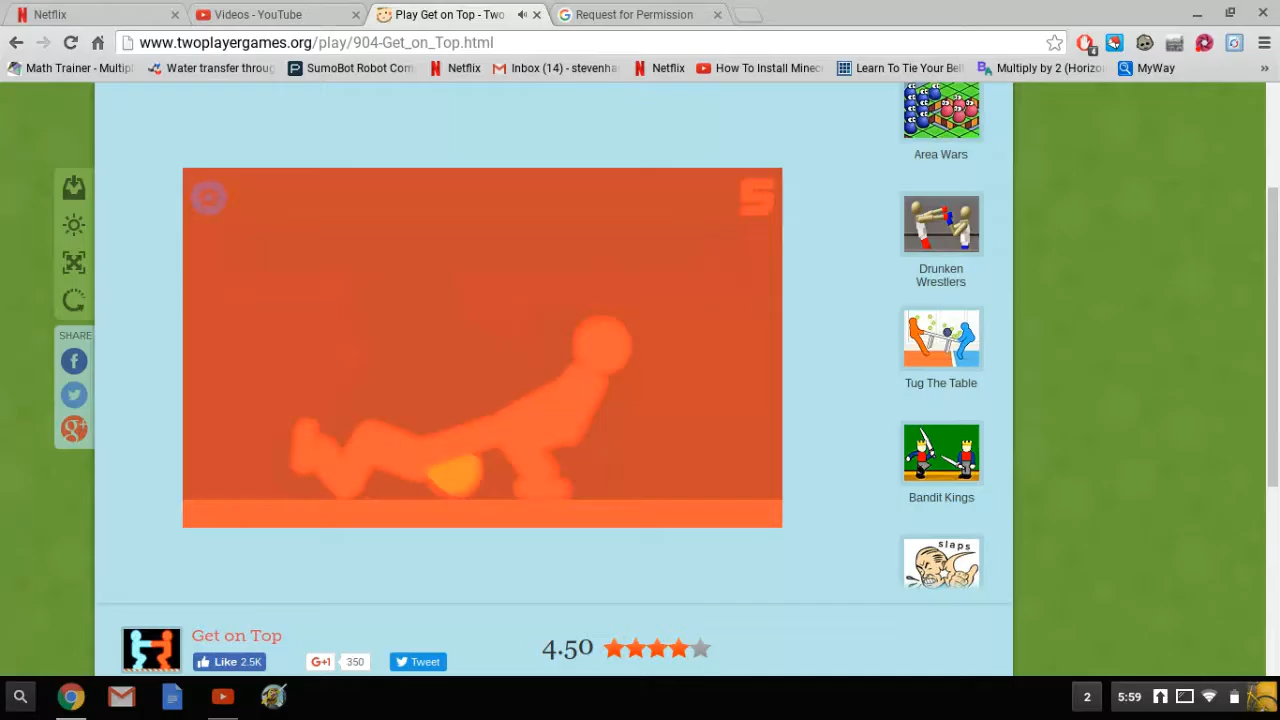 Netflix
Videos - YouTube
Play Get on Top - Two
Request for Permission
www.twoplayergames.org/play/904-Get_on_Top.html
4
Math Trainer - Multipl
Water transfer throug
SumoBot Robot Com
Netflix
Inbox (14) - stevenha
Netflix
How To Install Minec
Learn To Tie Your Bel
Multiply by 2 (Horizo
MyWay
»
Area Wars
S
Drunken
Wrestlers
SHARE
Tug The Table
Bandit Kings
slaps
Get on Top
4.50
Like 2.5K
G+1 350
Tweet
2
5:59